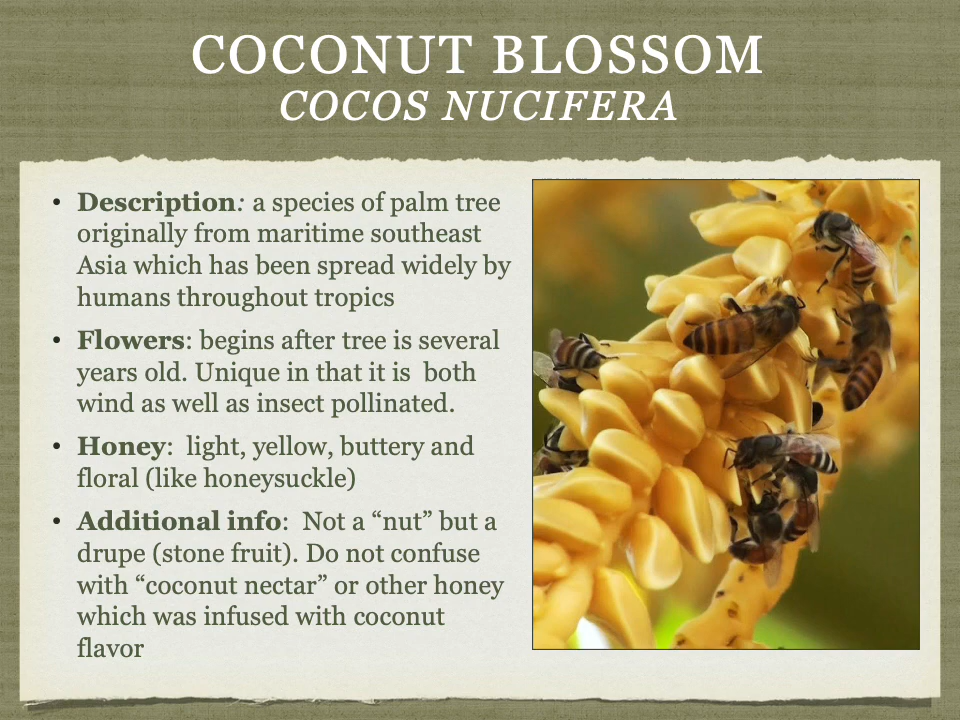 COCONUT BLOSSOM
COCOS NUCIFERA
• Description: a species of palm tree
originally from maritime southeast
Asia which has been spread widely by
humans throughout tropics
• Flowers: begins after tree is several
years old. Unique in that it is  both
wind as well as insect pollinated.
• Honey:  light, yellow, buttery and
floral (like honeysuckle)
• Additional info:  Not a “nut” but a
drupe (stone fruit). Do not confuse
with “coconut nectar” or other honey
which was infused with coconut
flavor